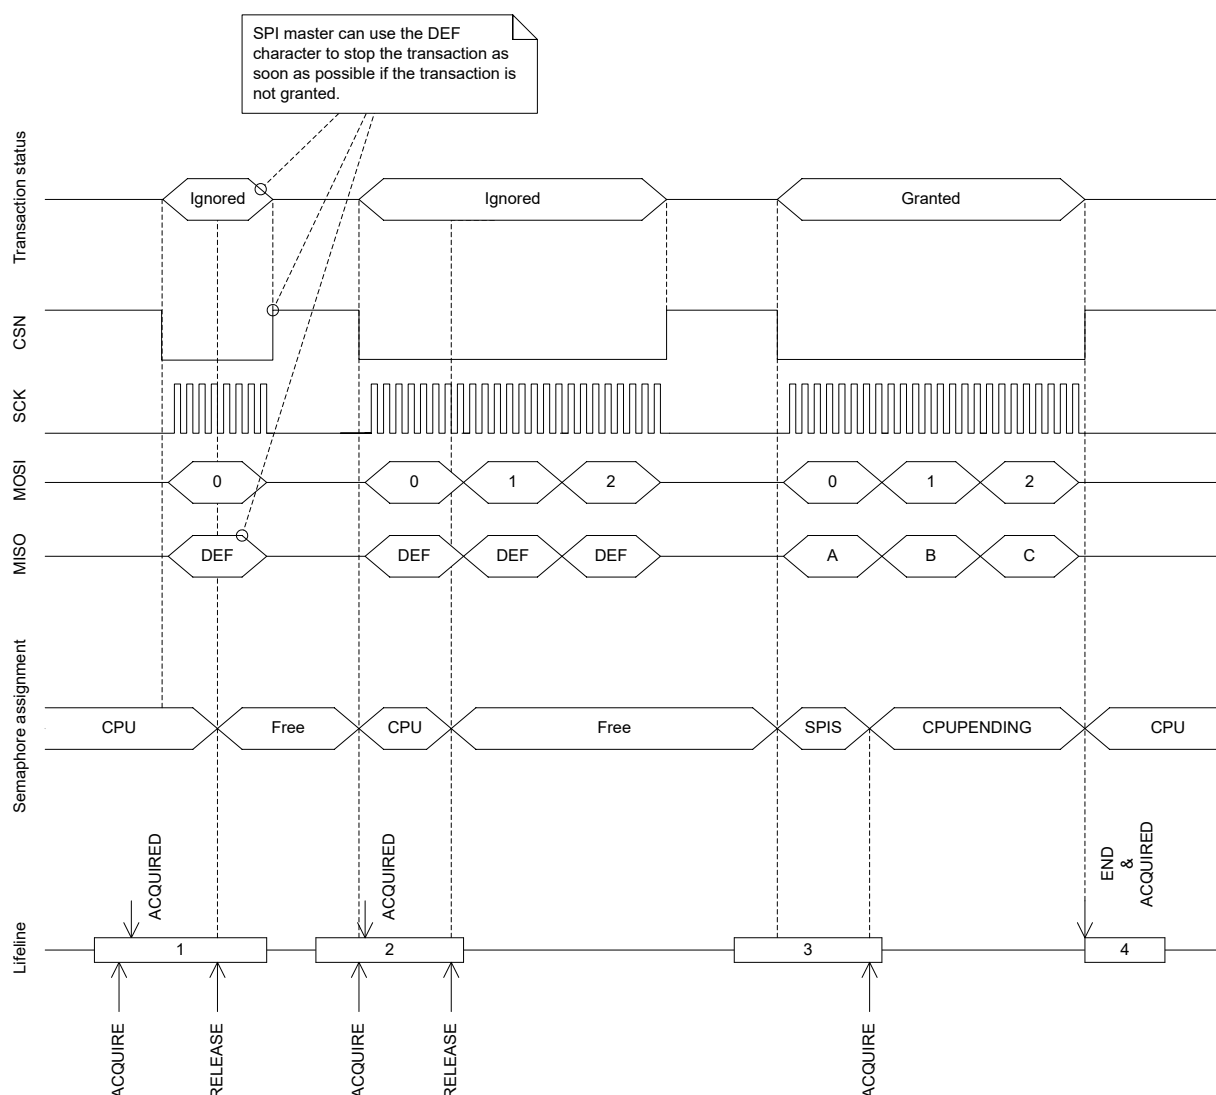 SPI master can use the DEF
character to stop the transaction as
soon as possible if the transaction is
not granted.
Transaction status
Ignored
Ignored
Granted
CSN
SCK
MOSI
0
0
1
2
0
1
2
MISO
DEF
DEF
DEF
DEF
A
B
C
Semaphore assignment
CPU
Free
CPU
Free
SPIS
CPUPENDING
CPU
ACQUIRED
ACQUIRED
END
&
ACQUIRED
Lifeline
1
2
3
4
ACQUIRE
RELEASE
ACQUIRE
RELEASE
ACQUIRE